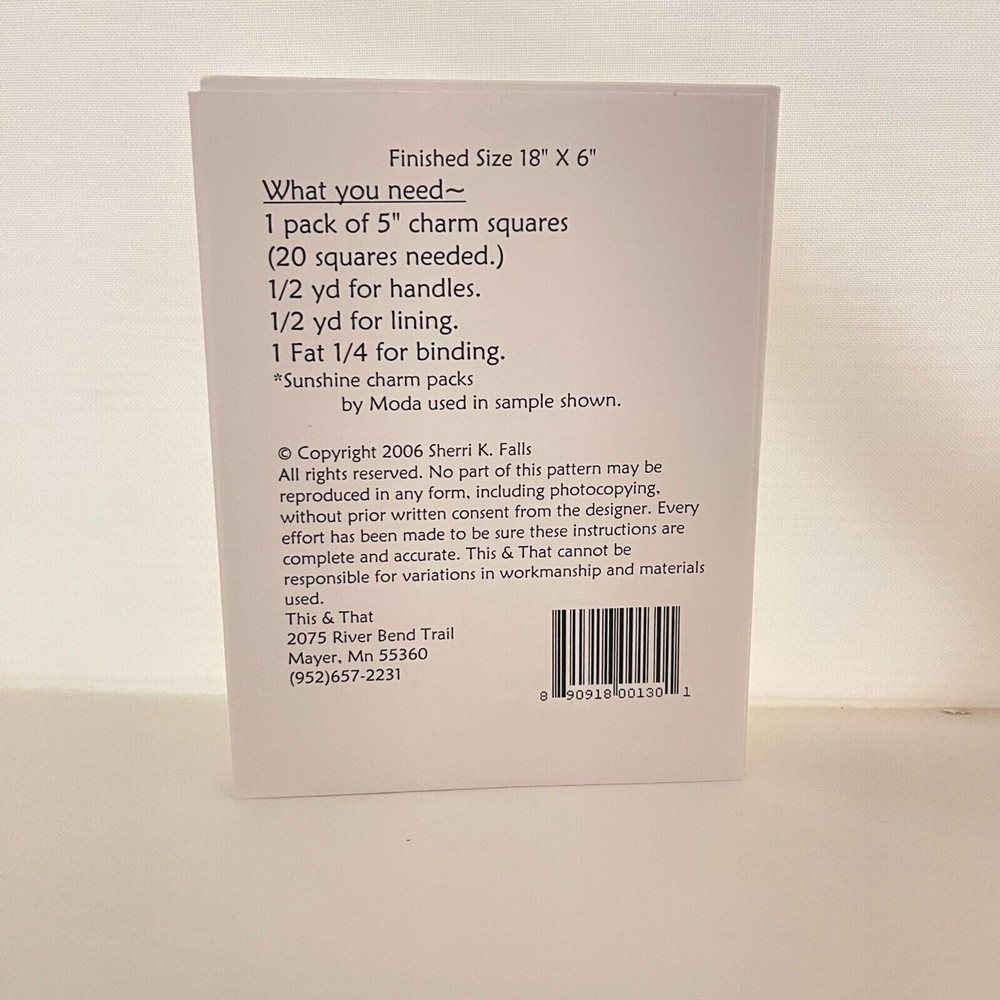 Finished Size 18" X 6"
What you need~
1 pack of 5" charm squares
(20 squares needed.)
1/2 yd for handles.
1/2 yd for lining.
1 Fat 1/4 for binding.
*Sunshine charm packs
by Moda used in sample shown.
© Copyright 2006 Sherri K. Falls
All rights reserved. No part of this pattern may be
reproduced in any form, including photocopying,
without prior written consent from the designer. Every
effort has been made to be sure these instructions are
complete and accurate. This & That cannot be
responsible for variations in workmanship and materials
used.
This & That
2075 River Bend Trail
Mayer, Mn 55360
(952)657-2231
8 90918 00130 1